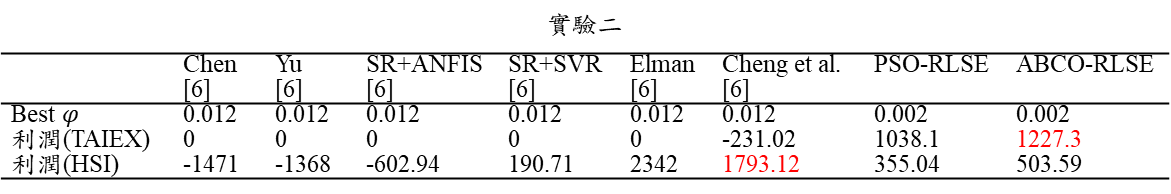 實驗二
Chen Yu SR+ANFIS SR+SVR Elman Cheng et al. PSO-RLSE ABCO-RLSE
[6] [6] [6] [6] [6] [6]
Best φ 0.012 0.012 0.012 0.012 0.012 0.012 0.002 0.002
利潤(TAIEX) 0 0 0 0 0 -231.02 1038.1 1227.3
利潤(HSI) -1471 -1368 -602.94 190.71 2342 1793.12 355.04 503.59